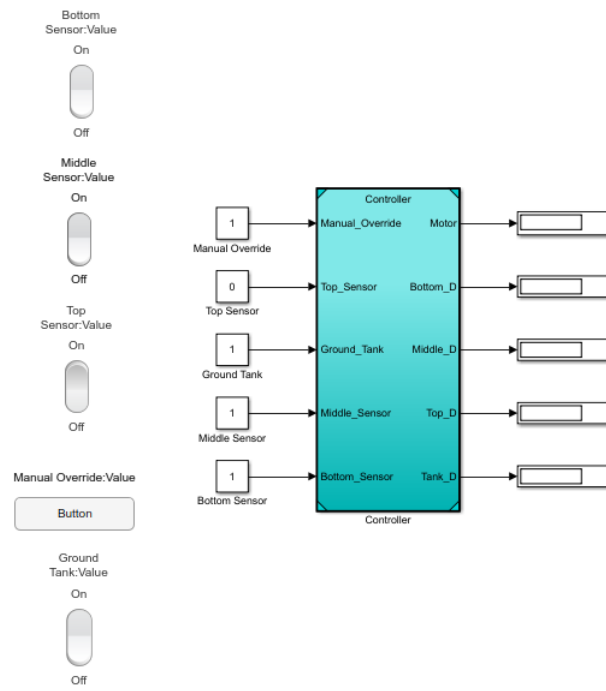 Bottom
Sensor:Value
On
Off
Middle
Sensor:Value
On
Off
Top
Sensor:Value
On
Off
Manual Override:Value
Button
Ground
Tank:Value
On
Off
1
Manual Override
0
Top Sensor
1
Ground Tank
1
Middle Sensor
1
Bottom Sensor
Controller
Manual_Override Motor
Top_Sensor Bottom_D
Ground_Tank Middle_D
Middle_Sensor Top_D
Bottom_Sensor Tank_D
Controller